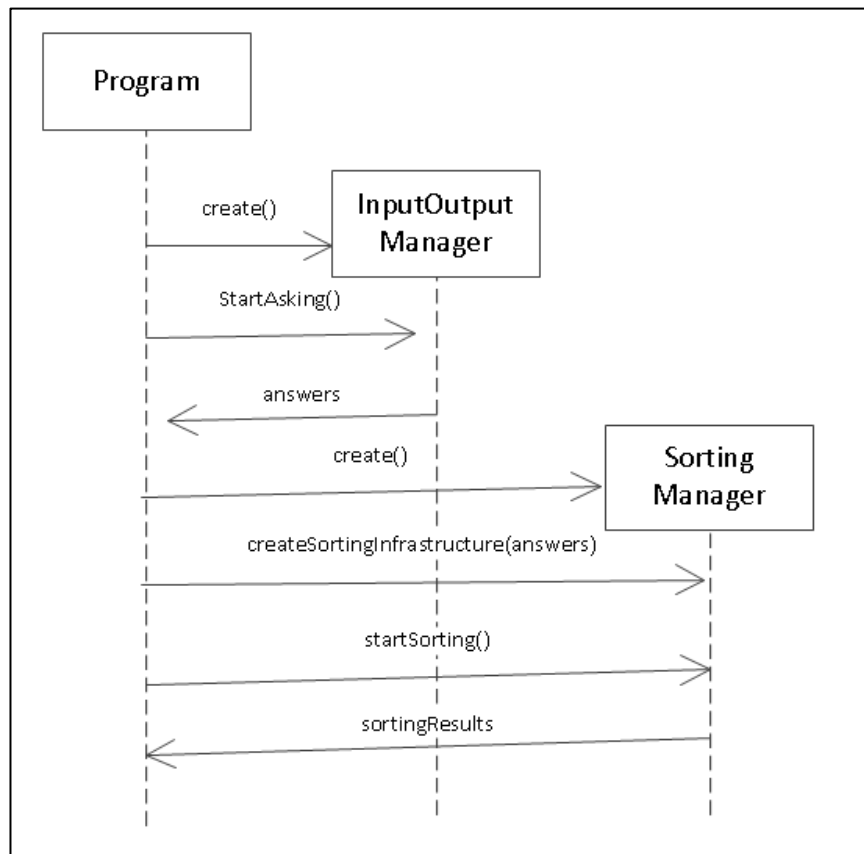 Program
create()
InputOutput
Manager
StartAsking()
answers
create()
Sorting
Manager
createSortingInfrastructure(answers)
startSorting()
sortingResults